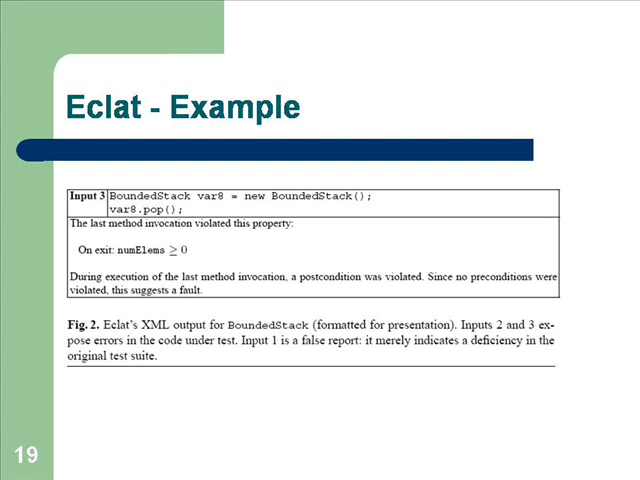 Eclat - Example
Input 3 BoundedStack var8 = new BoundedStack();
var8.pop();
The last method invocation violated this property:
On exit: numElems ≥ 0
During execution of the last method invocation, a postcondition was violated. Since no preconditions were
violated, this suggests a fault.
Fig. 2. Eclat's XML output for BoundedStack (formatted for presentation). Inputs 2 and 3 ex-
pose errors in the code under test. Input 1 is a false report: it merely indicates a deficiency in the
original test suite.
19